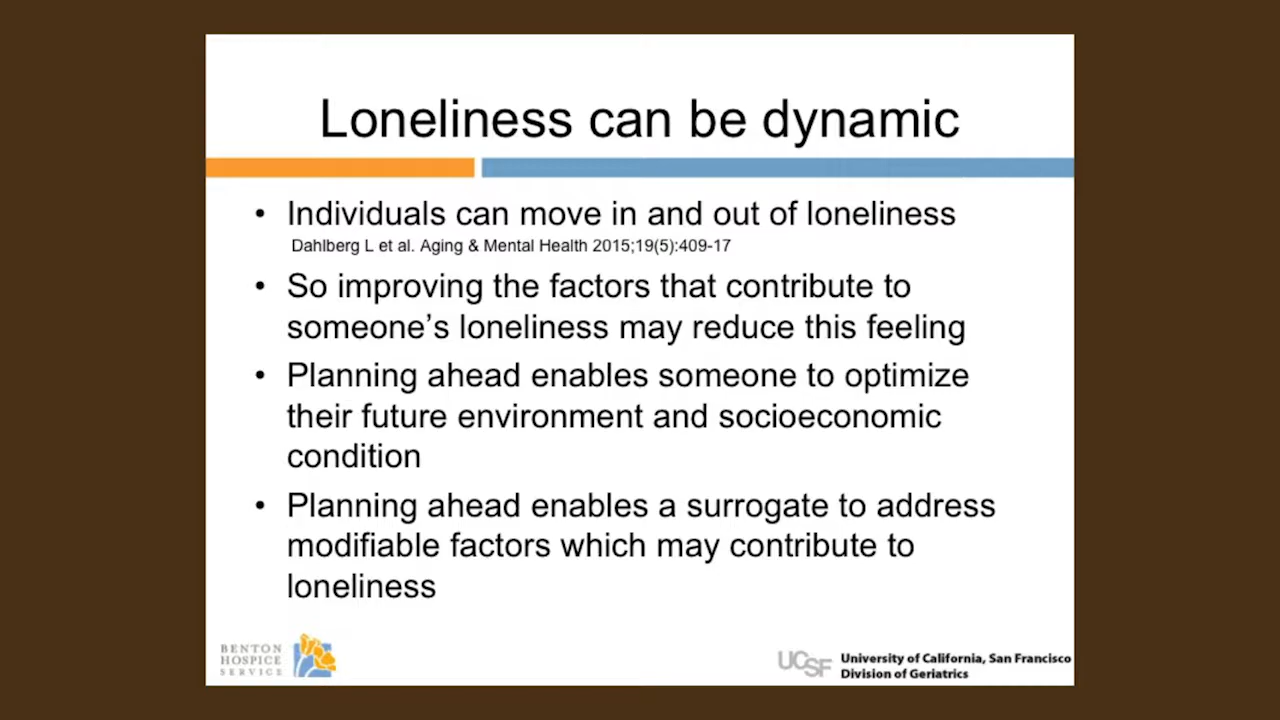 Loneliness can be dynamic
• Individuals can move in and out of loneliness
Dahlberg L et al. Aging & Mental Health 2015;19(5):409-17
• So improving the factors that contribute to
someone’s loneliness may reduce this feeling
• Planning ahead enables someone to optimize
their future environment and socioeconomic
condition
• Planning ahead enables a surrogate to address
modifiable factors which may contribute to
loneliness
BENTON
HOSPICE
SERVICE
UCSF
University of California, San Francisco
Division of Geriatrics